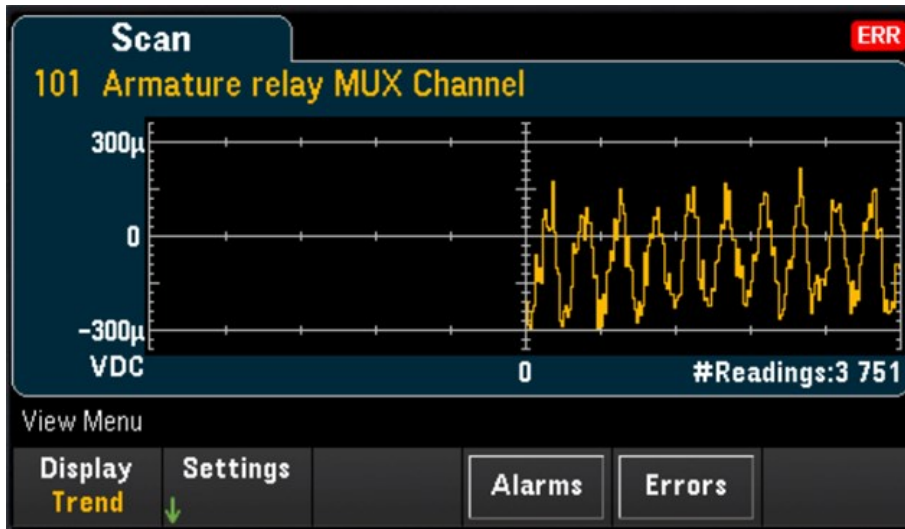 Scan
ERR
101 Armature relay MUX Channel
300µ
0
-300µ
VDC
0
#Readings:3 751
View Menu
Display
Trend
Settings
Alarms
Errors